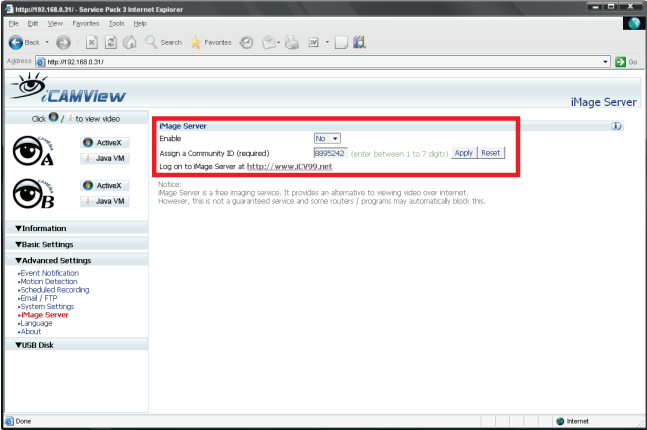 http://192.168.0.31/ - Service Pack 3 Internet Explorer
File Edit View Favorites Tools Help
Back Search Favorites
Address http://192.168.0.31/ Go
iCAMView
iMage Server
Click / to view video
A ActiveX
Java VM
B ActiveX
Java VM
▼Information
▼Basic Settings
▼Advanced Settings
▸Event Notification
▸Motion Detection
▸Scheduled Recording
▸Email / FTP
▸System Settings
▸iMage Server
▸Language
▸About
▼USB Disk
iMage Server
Enable No
Assign a Community ID (required) 8895242 (enter between 1 to 7 digits) Apply Reset
Log on to iMage Server at http://www.iCV99.net
Notice:
iMage Server is a free imaging service. It provides an alternative to viewing video over internet.
However, this is not a guaranteed service and some routers / programs may automatically block this.
Done Internet